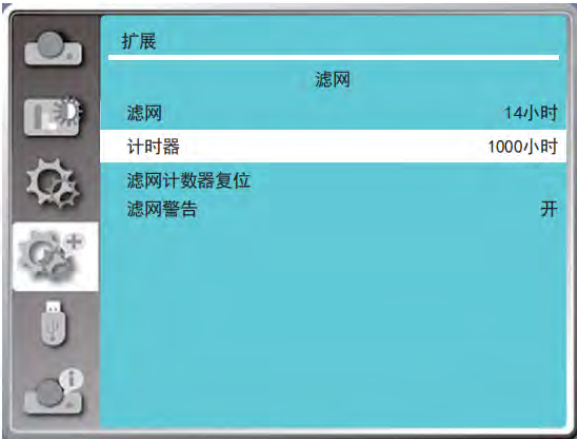 扩展
滤网
滤网 14小时
计时器 1000小时
滤网计数器复位
滤网警告 开